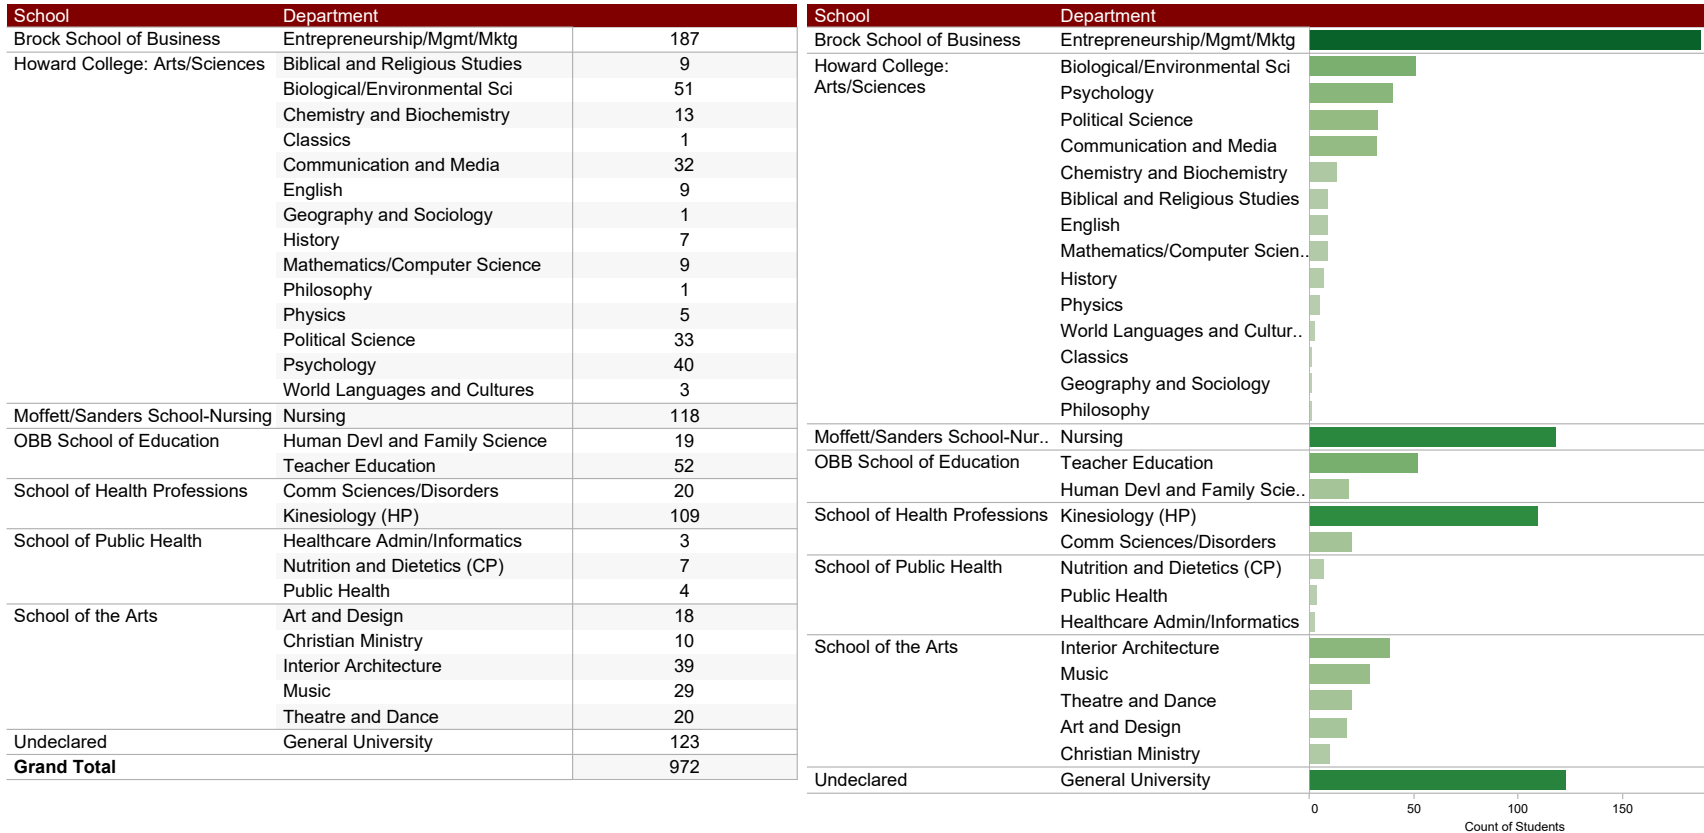 School Department
Brock School of Business Entrepreneurship/Mgmt/Mktg 187
Howard College: Arts/Sciences Biblical and Religious Studies 9
Biological/Environmental Sci 51
Chemistry and Biochemistry 13
Classics 1
Communication and Media 32
English 9
Geography and Sociology 1
History 7
Mathematics/Computer Science 9
Philosophy 1
Physics 5
Political Science 33
Psychology 40
World Languages and Cultures 3
Moffett/Sanders School-Nursing Nursing 118
OBB School of Education Human Devl and Family Science 19
Teacher Education 52
School of Health Professions Comm Sciences/Disorders 20
Kinesiology (HP) 109
School of Public Health Healthcare Admin/Informatics 3
Nutrition and Dietetics (CP) 7
Public Health 4
School of the Arts Art and Design 18
Christian Ministry 10
Interior Architecture 39
Music 29
Theatre and Dance 20
Undeclared General University 123
Grand Total 972
School Department
Brock School of Business Entrepreneurship/Mgmt/Mktg
Howard College: Biological/Environmental Sci
Arts/Sciences Psychology
Political Science
Communication and Media
Chemistry and Biochemistry
Biblical and Religious Studies
English
Mathematics/Computer Scien..
History
Physics
World Languages and Cultur..
Classics
Geography and Sociology
Philosophy
Moffett/Sanders School-Nur.. Nursing
OBB School of Education Teacher Education
Human Devl and Family Scie..
School of Health Professions Kinesiology (HP)
Comm Sciences/Disorders
School of Public Health Nutrition and Dietetics (CP)
Public Health
Healthcare Admin/Informatics
School of the Arts Interior Architecture
Music
Theatre and Dance
Art and Design
Christian Ministry
Undeclared General University
0 50 100 150
Count of Students